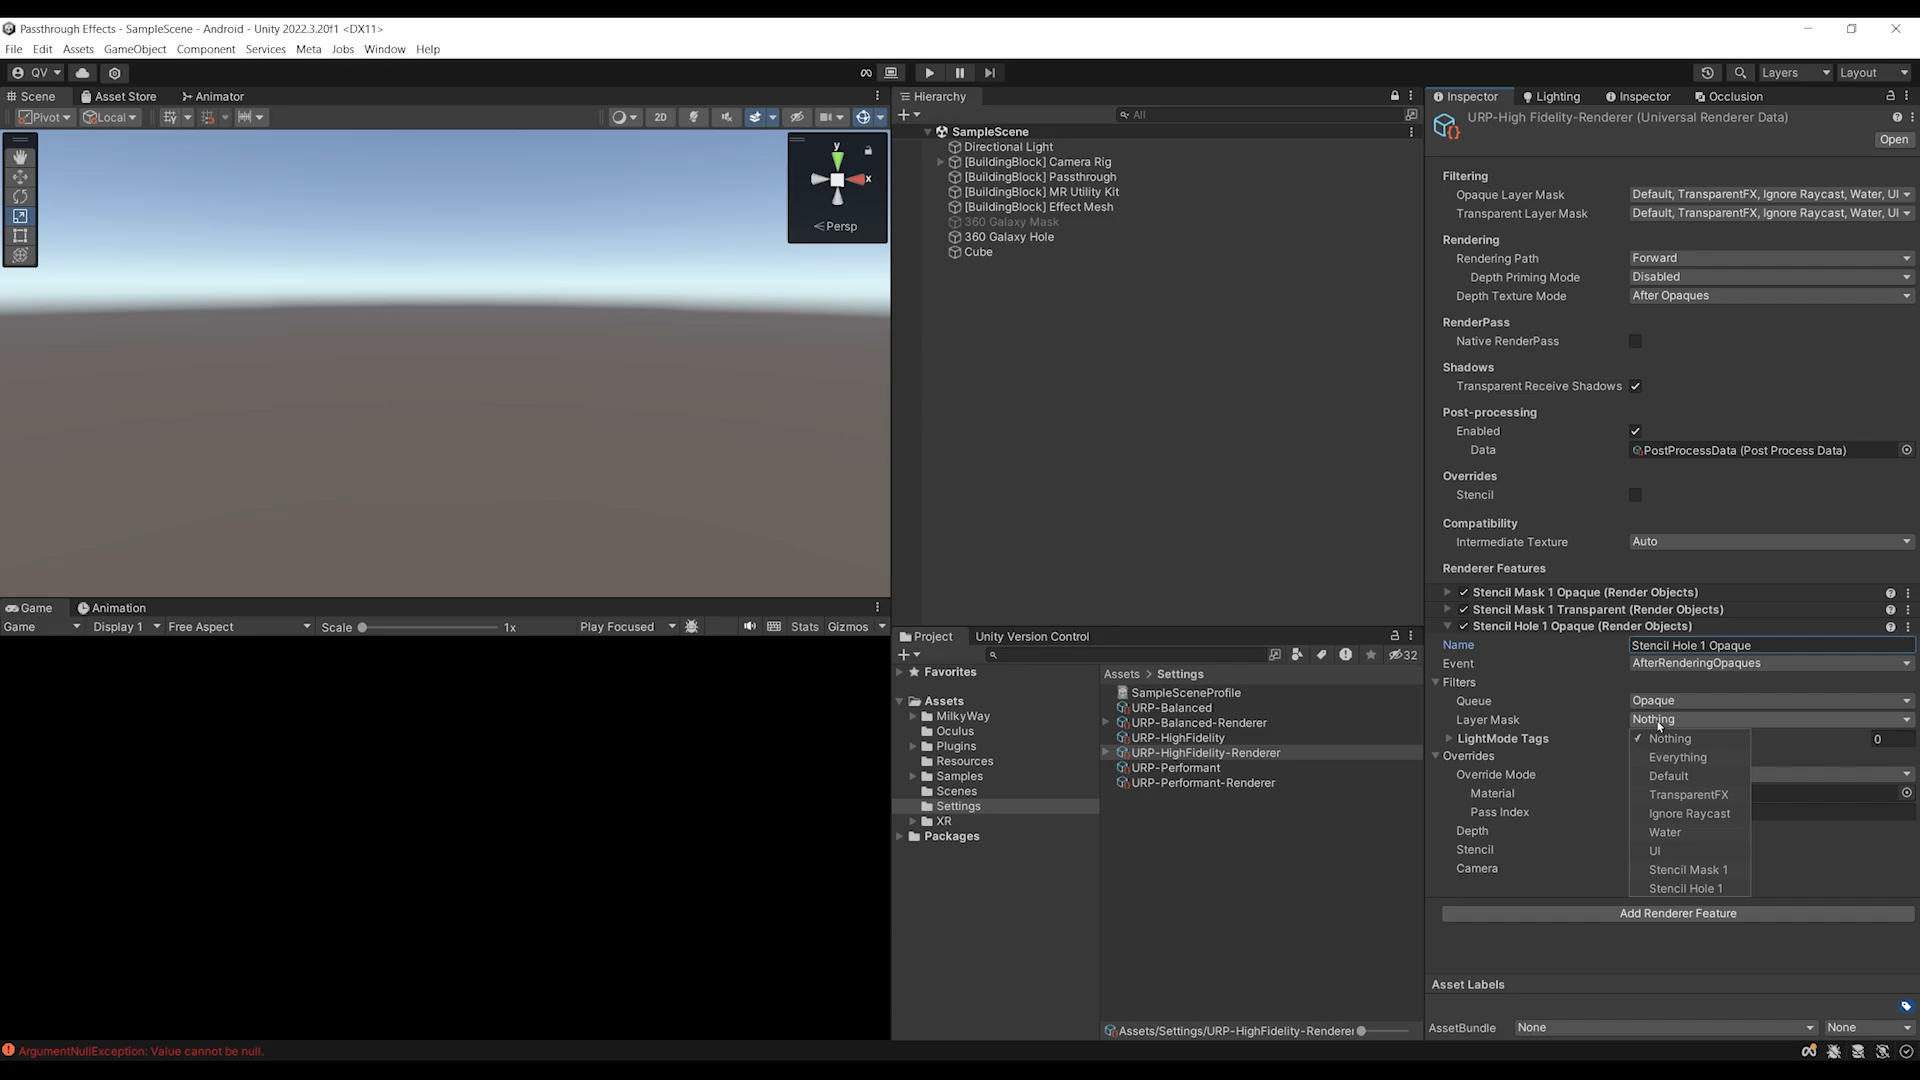 Passthrough Effects - SampleScene - Android - Unity 2022.3.20f1 <DX11>
File Edit Assets GameObject Component Services Meta Jobs Window Help
QV Layers Layout
Scene Asset Store Animator
Pivot Local 2D
y
x
Persp
Game Animation
Game Display 1 Free Aspect Scale 1x Play Focused Stats Gizmos
Hierarchy
All
SampleScene
Directional Light
[BuildingBlock] Camera Rig
[BuildingBlock] Passthrough
[BuildingBlock] MR Utility Kit
[BuildingBlock] Effect Mesh
360 Galaxy Mask
360 Galaxy Hole
Cube
Project Unity Version Control
32
Favorites
Assets
MilkyWay
Oculus
Plugins
Resources
Samples
Scenes
Settings
XR
Packages
Assets > Settings
SampleSceneProfile
URP-Balanced
URP-Balanced-Renderer
URP-HighFidelity
URP-HighFidelity-Renderer
URP-Performant
URP-Performant-Renderer
Assets/Settings/URP-HighFidelity-Renderer
Inspector Lighting Inspector Occlusion
URP-High Fidelity-Renderer (Universal Renderer Data)
Open
Filtering
Opaque Layer Mask Default, TransparentFX, Ignore Raycast, Water, UI
Transparent Layer Mask Default, TransparentFX, Ignore Raycast, Water, UI
Rendering
Rendering Path Forward
Depth Priming Mode Disabled
Depth Texture Mode After Opaques
RenderPass
Native RenderPass
Shadows
Transparent Receive Shadows
Post-processing
Enabled
Data PostProcessData (Post Process Data)
Overrides
Stencil
Compatibility
Intermediate Texture Auto
Renderer Features
Stencil Mask 1 Opaque (Render Objects)
Stencil Mask 1 Transparent (Render Objects)
Stencil Hole 1 Opaque (Render Objects)
Name Stencil Hole 1 Opaque
Event AfterRenderingOpaques
Filters
Queue Opaque
Layer Mask Nothing
LightMode Tags 0
Overrides
Override Mode
Material
Pass Index
Depth
Stencil
Camera
Nothing
Everything
Default
TransparentFX
Ignore Raycast
Water
UI
Stencil Mask 1
Stencil Hole 1
Add Renderer Feature
Asset Labels
AssetBundle None None
ArgumentNullException: Value cannot be null.